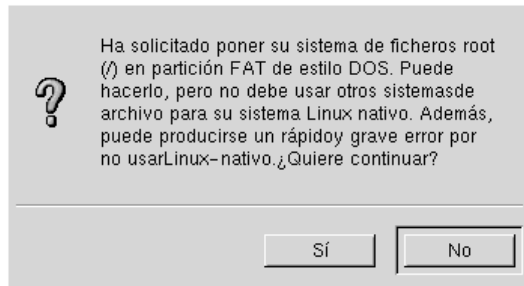 Ha solicitado poner su sistema de ficheros root
(/) en partición FAT de estilo DOS. Puede
hacerlo, pero no debe usar otros sistemasde
archivo para su sistema Linux nativo. Además,
puede producirse un rápidoy grave error por
no usarLinux-nativo.¿Quiere continuar?
Sí
No